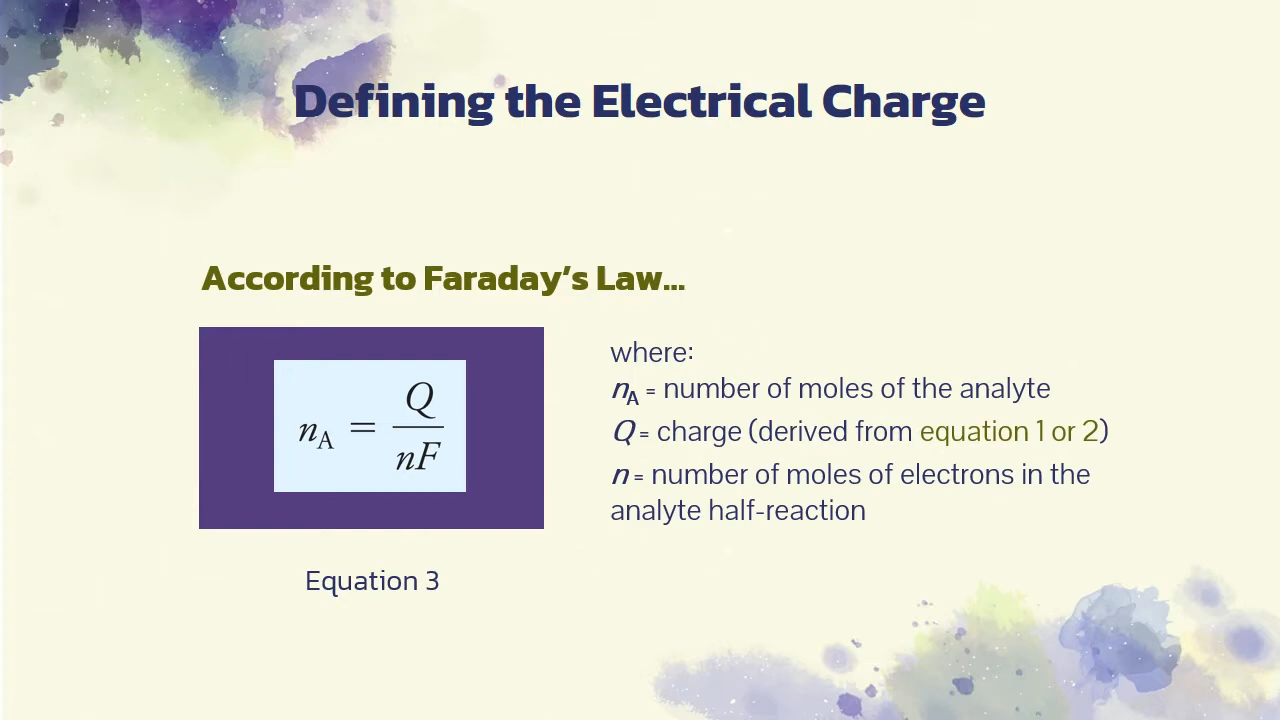 Defining the Electrical Charge
According to Faraday’s Law...
n_A = Q / nF
Equation 3
where:
n_A = number of moles of the analyte
Q = charge (derived from equation 1 or 2)
n = number of moles of electrons in the
analyte half-reaction